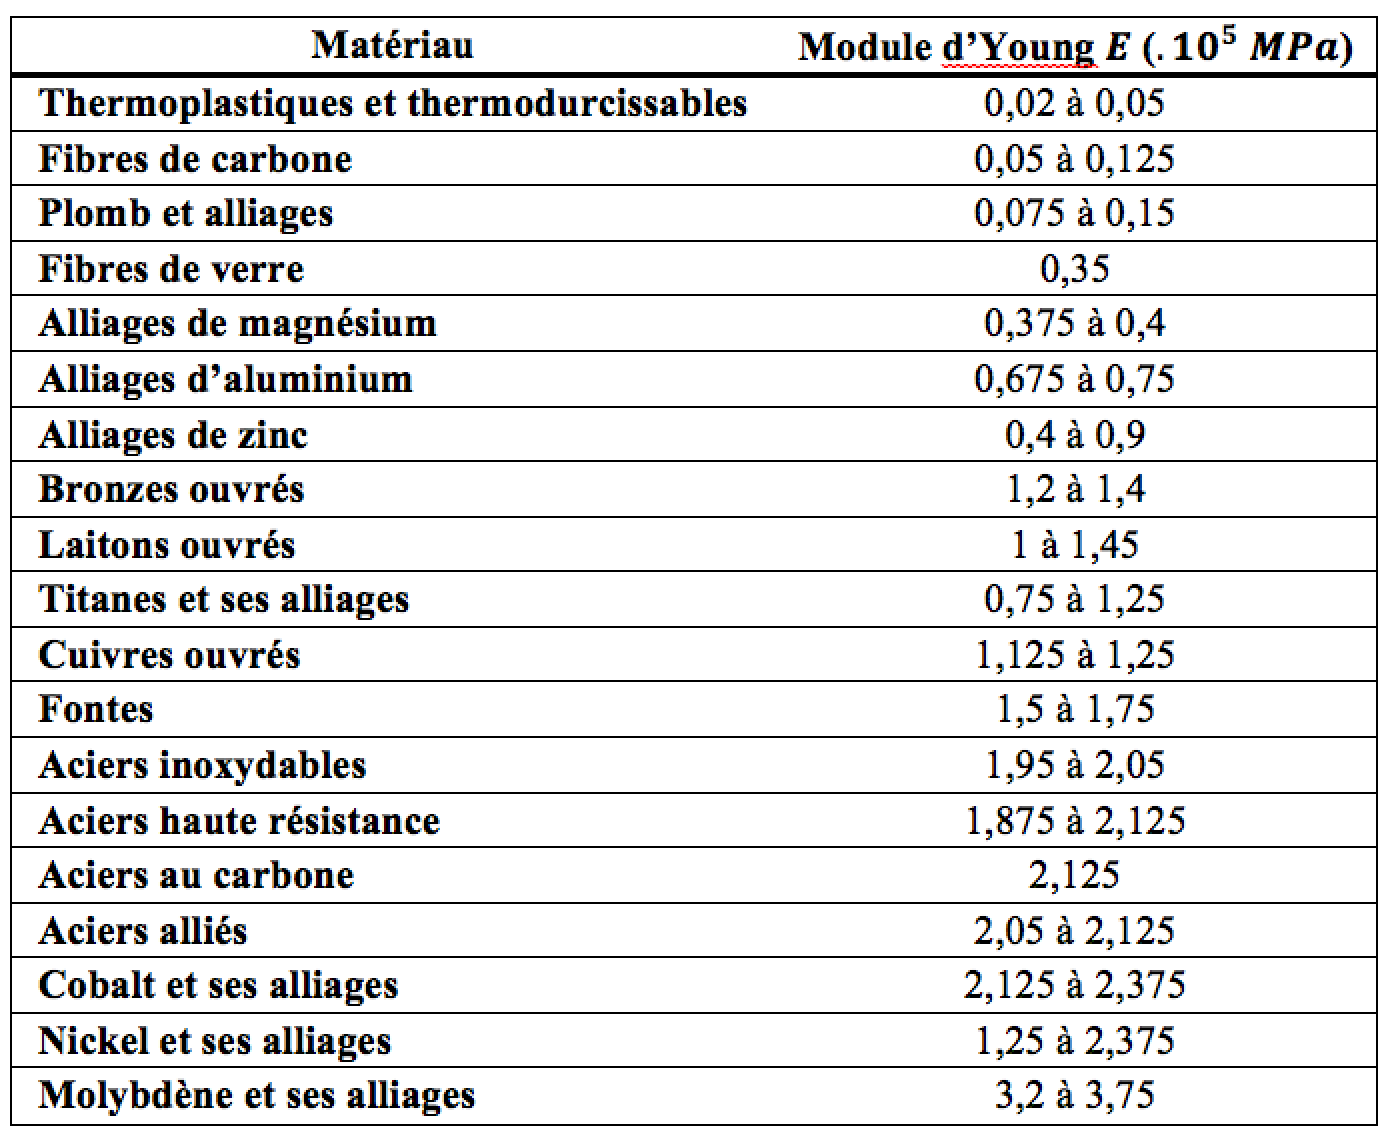 Matériau Module d’Young E (. 10⁵ MPa)
Thermoplastiques et thermodurcissables 0,02 à 0,05
Fibres de carbone 0,05 à 0,125
Plomb et alliages 0,075 à 0,15
Fibres de verre 0,35
Alliages de magnésium 0,375 à 0,4
Alliages d’aluminium 0,675 à 0,75
Alliages de zinc 0,4 à 0,9
Bronzes ouvrés 1,2 à 1,4
Laitons ouvrés 1 à 1,45
Titanes et ses alliages 0,75 à 1,25
Cuivres ouvrés 1,125 à 1,25
Fontes 1,5 à 1,75
Aciers inoxydables 1,95 à 2,05
Aciers haute résistance 1,875 à 2,125
Aciers au carbone 2,125
Aciers alliés 2,05 à 2,125
Cobalt et ses alliages 2,125 à 2,375
Nickel et ses alliages 1,25 à 2,375
Molybdène et ses alliages 3,2 à 3,75